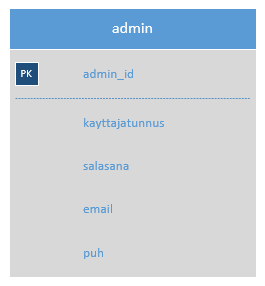 admin
PK admin_id
kayttajatunnus
salasana
email
puh